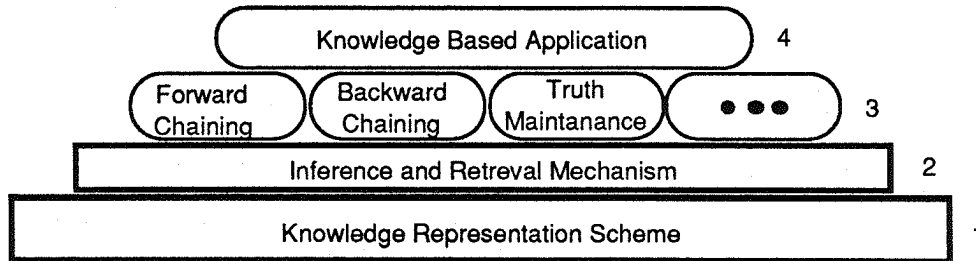 Knowledge Based Application 4
Forward Chaining
Backward Chaining
Truth Maintanance
●●●
3
Inference and Retreval Mechanism 2
Knowledge Representation Scheme